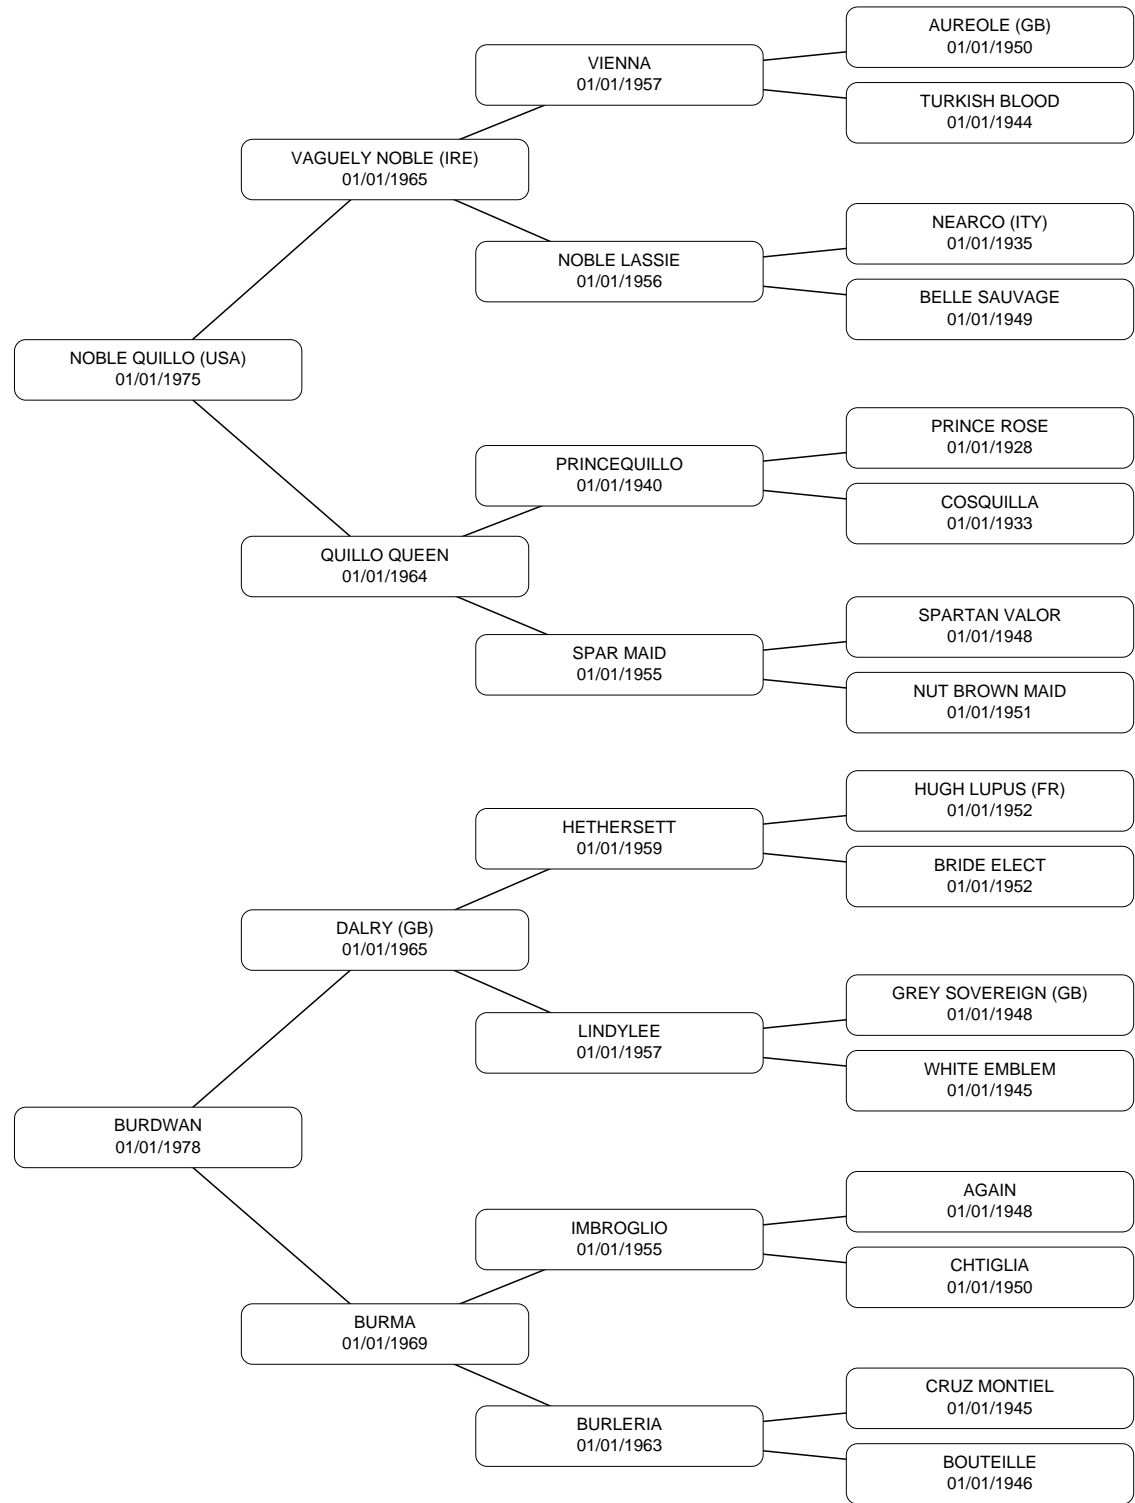 AUREOLE (GB)
01/01/1950
VIENNA
01/01/1957
TURKISH BLOOD
01/01/1944
VAGUELY NOBLE (IRE)
01/01/1965
NEARCO (ITY)
01/01/1935
NOBLE LASSIE
01/01/1956
BELLE SAUVAGE
01/01/1949
NOBLE QUILLO (USA)
01/01/1975
PRINCE ROSE
01/01/1928
PRINCEQUILLO
01/01/1940
COSQUILLA
01/01/1933
QUILLO QUEEN
01/01/1964
SPARTAN VALOR
01/01/1948
SPAR MAID
01/01/1955
NUT BROWN MAID
01/01/1951
HUGH LUPUS (FR)
01/01/1952
HETHERSETT
01/01/1959
BRIDE ELECT
01/01/1952
DALRY (GB)
01/01/1965
GREY SOVEREIGN (GB)
01/01/1948
LINDYLEE
01/01/1957
WHITE EMBLEM
01/01/1945
BURDWAN
01/01/1978
AGAIN
01/01/1948
IMBROGLIO
01/01/1955
CHTIGLIA
01/01/1950
BURMA
01/01/1969
CRUZ MONTIEL
01/01/1945
BURLERIA
01/01/1963
BOUTEILLE
01/01/1946